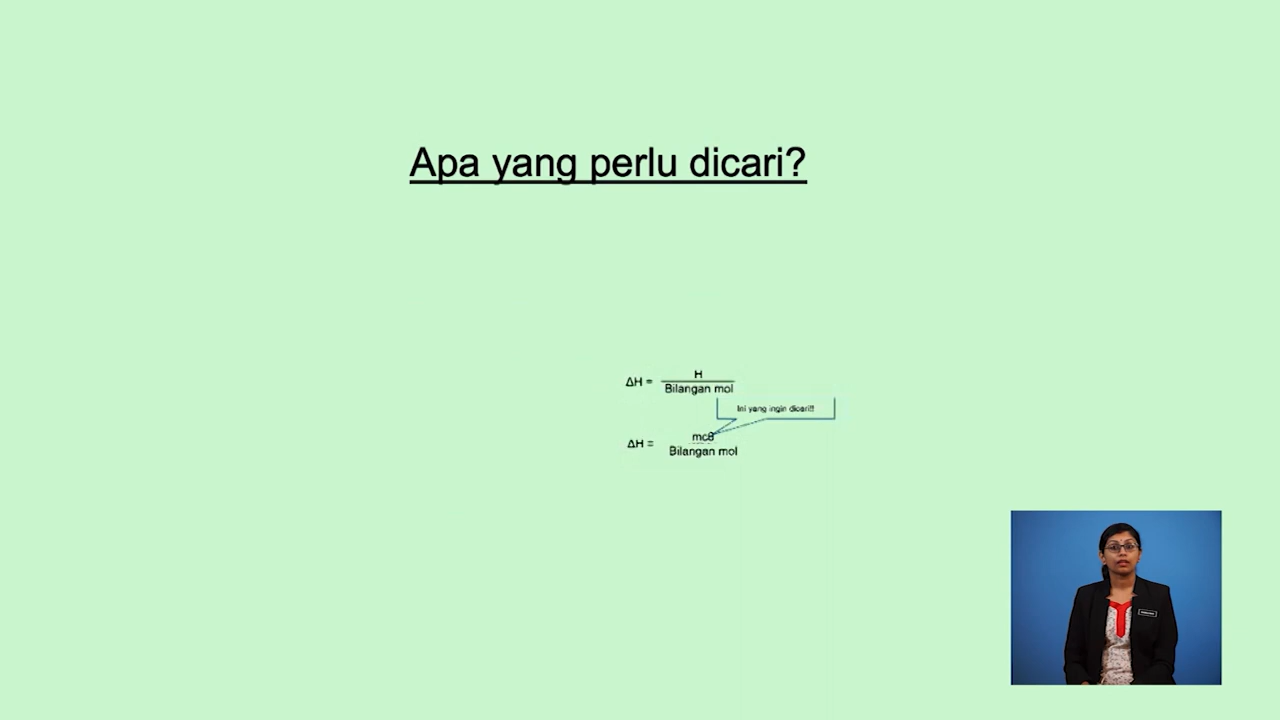 Apa yang perlu dicari?
ΔH = H
Bilangan mol
Ini yang ingin dicari!!
ΔH = mcθ
Bilangan mol